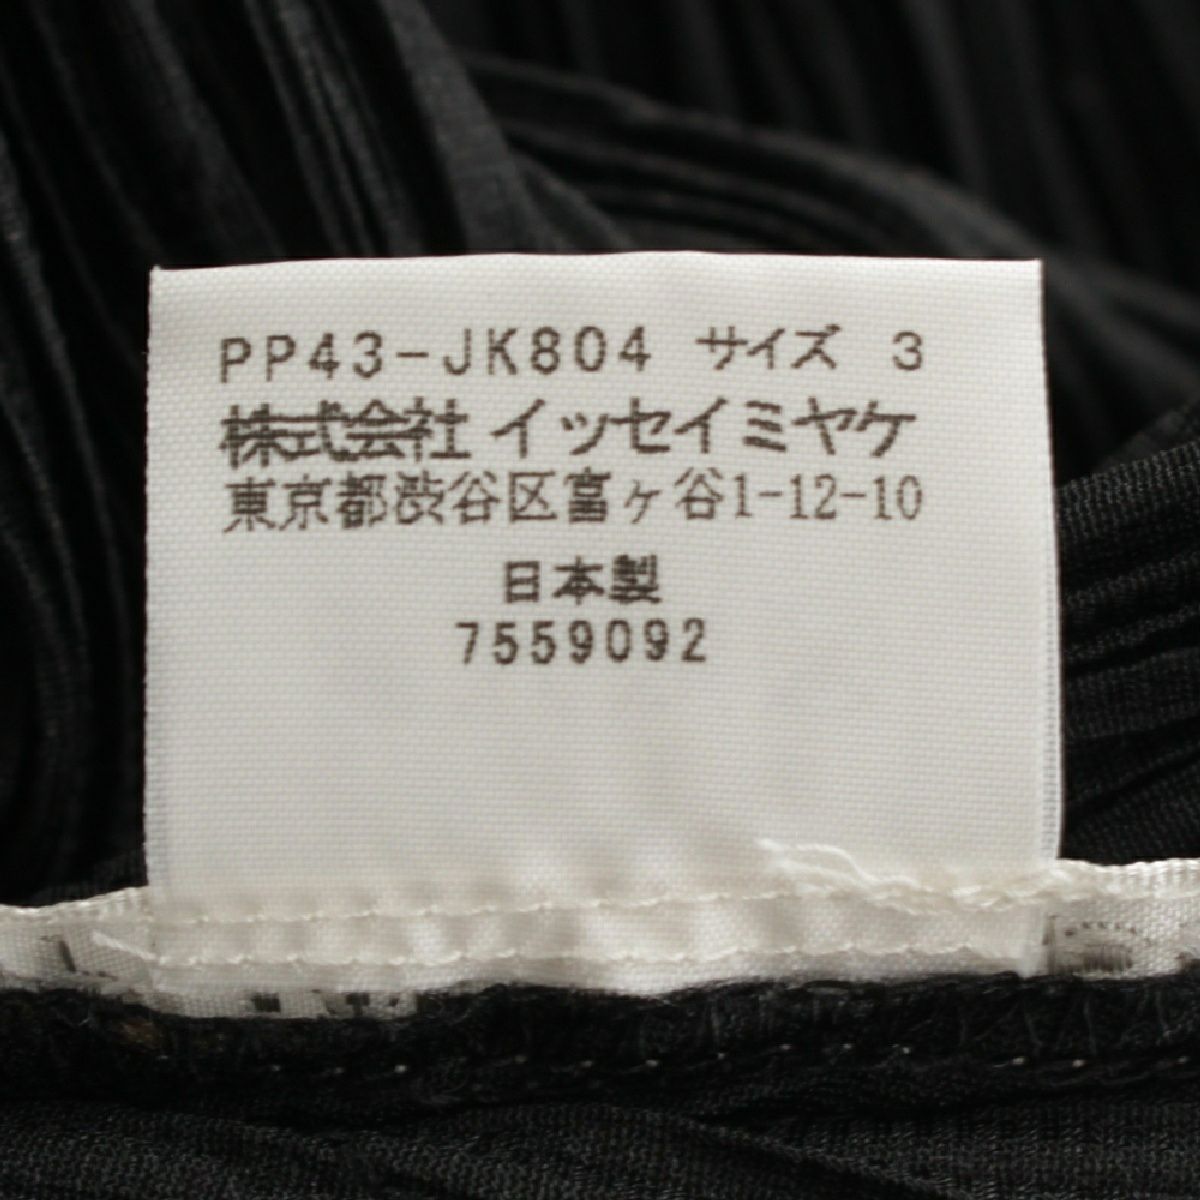 PP43-JK804 サイズ 3
株式会社 イッセイミヤケ
東京都渋谷区富ヶ谷1-12-10
日本製
7559092